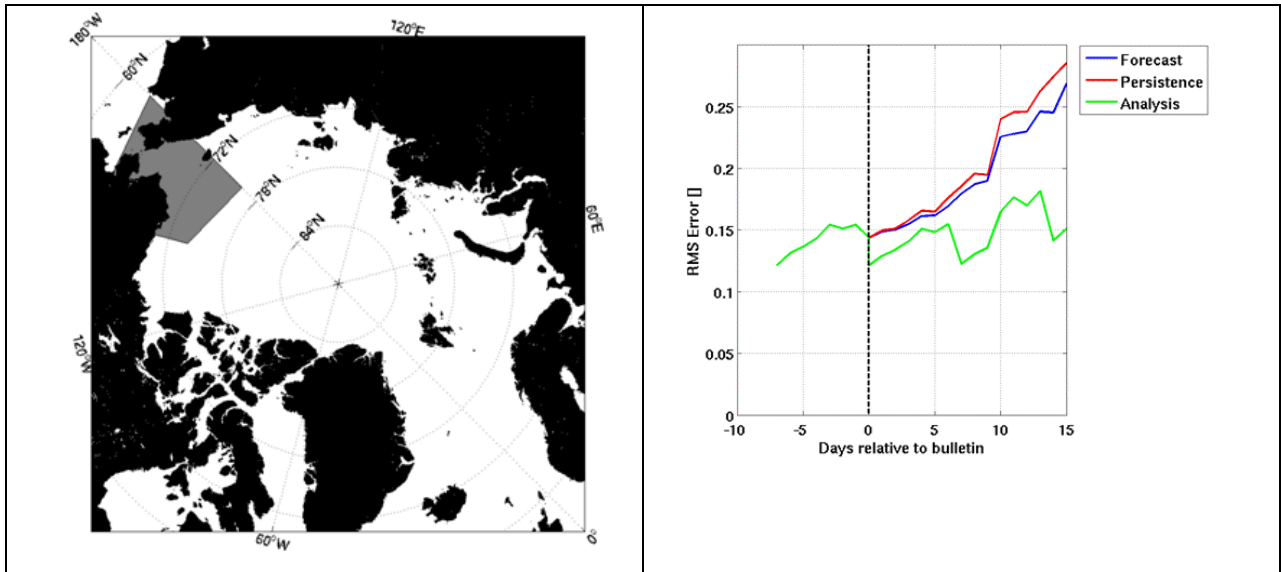 180°W
120°E
60°N
72°N
78°N
84°N
60°E
120°W
60°W
0°
Forecast
Persistence
Analysis
RMS Error []
0.25
0.2
0.15
0.1
0.05
0
-10
-5
0
5
10
15
Days relative to bulletin